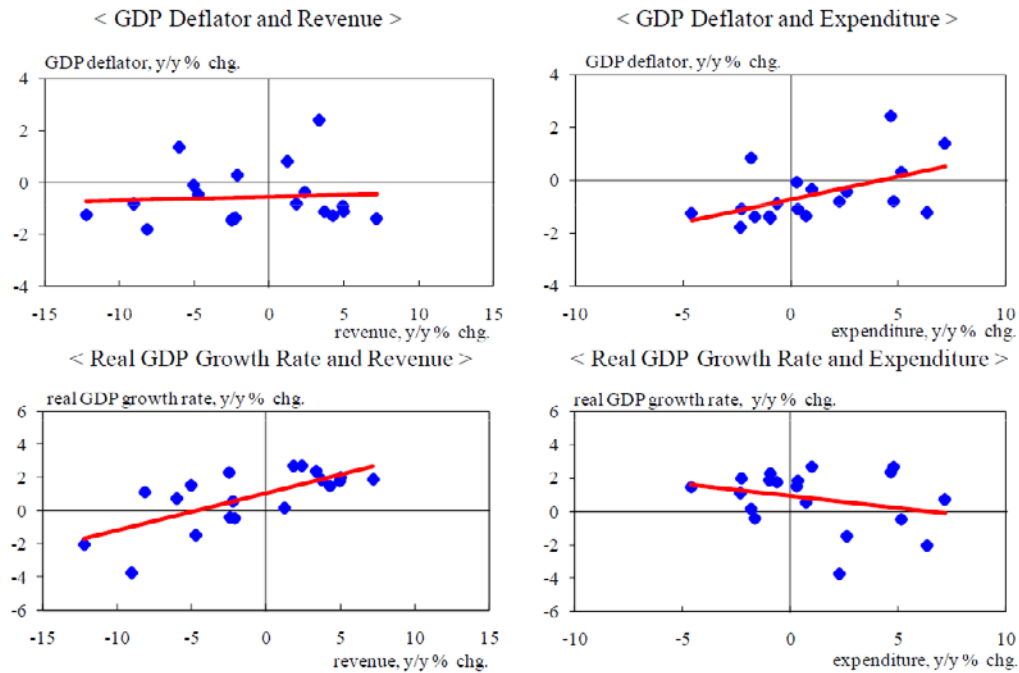 < GDP Deflator and Revenue >
GDP deflator, y/y % chg.
4
2
0
-2
-4
-15 -10 -5 0 5 10 15
revenue, y/y % chg.
< GDP Deflator and Expenditure >
GDP deflator, y/y % chg.
4
2
0
-2
-4
-10 -5 0 5 10
expenditure, y/y % chg.
< Real GDP Growth Rate and Revenue >
real GDP growth rate, y/y % chg.
6
4
2
0
-2
-4
-6
-15 -10 -5 0 5 10 15
revenue, y/y % chg.
< Real GDP Growth Rate and Expenditure >
real GDP growth rate, y/y % chg.
6
4
2
0
-2
-4
-6
-10 -5 0 5 10
expenditure, y/y % chg.